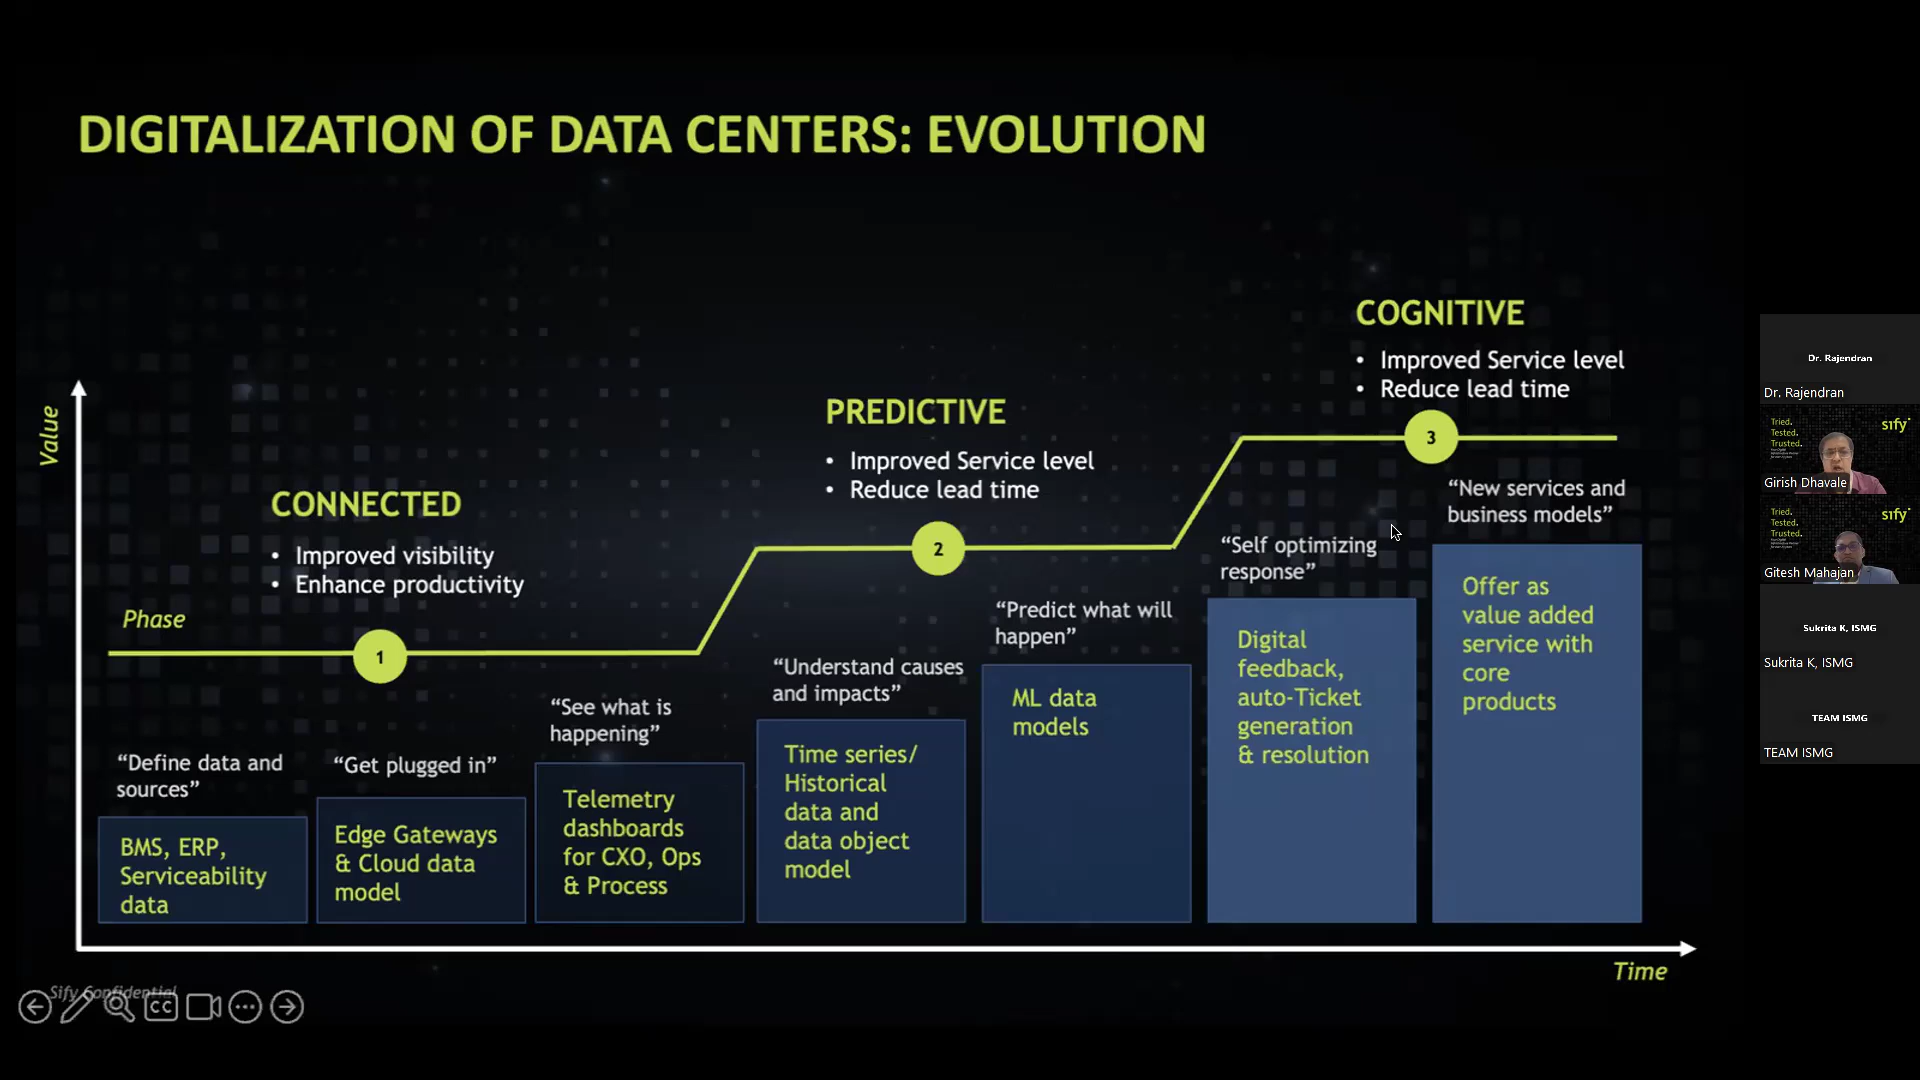 DIGITALIZATION OF DATA CENTERS: EVOLUTION
Value
Phase
CONNECTED
• Improved visibility
• Enhance productivity
1
PREDICTIVE
• Improved Service level
• Reduce lead time
2
COGNITIVE
• Improved Service level
• Reduce lead time
3
“Define data and
sources”
BMS, ERP,
Serviceability
data
“Get plugged in”
Edge Gateways
& Cloud data
model
“See what is
happening”
Telemetry
dashboards
for CXO, Ops
& Process
“Understand causes
and impacts”
Time series/
Historical
data and
data object
model
“Predict what will
happen”
ML data
models
“Self optimizing
response”
Digital
feedback,
auto-Ticket
generation
& resolution
“New services and
business models”
Offer as
value added
service with
core
products
Time
Sify Confidential
CC
Dr. Rajendran
Dr. Rajendran
Tried.
Tested.
Trusted.
sify
Girish Dhavale
Tried.
Tested.
Trusted.
sify
Gitesh Mahajan
Sukrita K, ISMG
Sukrita K, ISMG
TEAM ISMG
TEAM ISMG